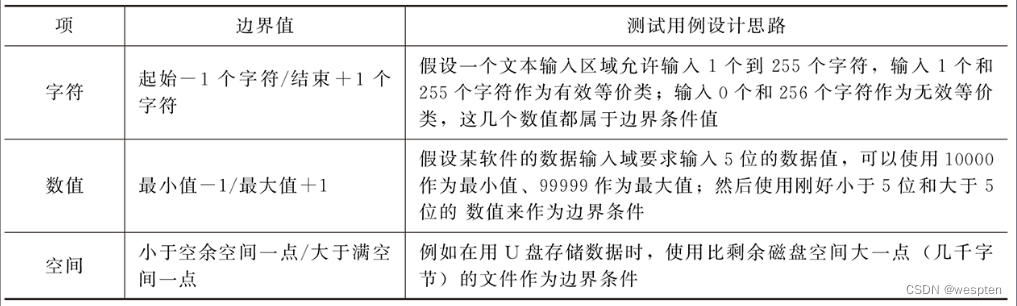 项 边界值 测试用例设计思路
字符
起始－1 个字符/结束＋1 个
字符
假设一个文本输入区域允许输入 1 个到 255 个字符，输入 1 个和
255 个字符作为有效等价类；输入 0 个和 256 个字符作为无效等价
类，这几个数值都属于边界条件值
数值
最小值－1/最大值＋1
假设某软件的数据输入域要求输入 5 位的数据值，可以使用 10000
作为最小值、99999 作为最大值；然后使用刚好小于 5 位和大于 5
位的 数值来作为边界条件
空间
小于空余空间一点/大于满空
间一点
例如在用 U 盘存储数据时，使用比剩余磁盘空间大一点（几千字
节）的文件作为边界条件
CSDN @wespten